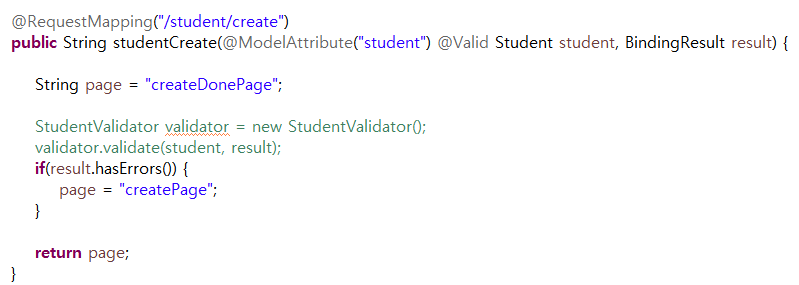 @RequestMapping("/student/create")
public String studentCreate(@ModelAttribute("student") @Valid Student student, BindingResult result) {
String page = "createDonePage";
StudentValidator validator = new StudentValidator();
validator.validate(student, result);
if(result.hasErrors()) {
page = "createPage";
}
return page;
}